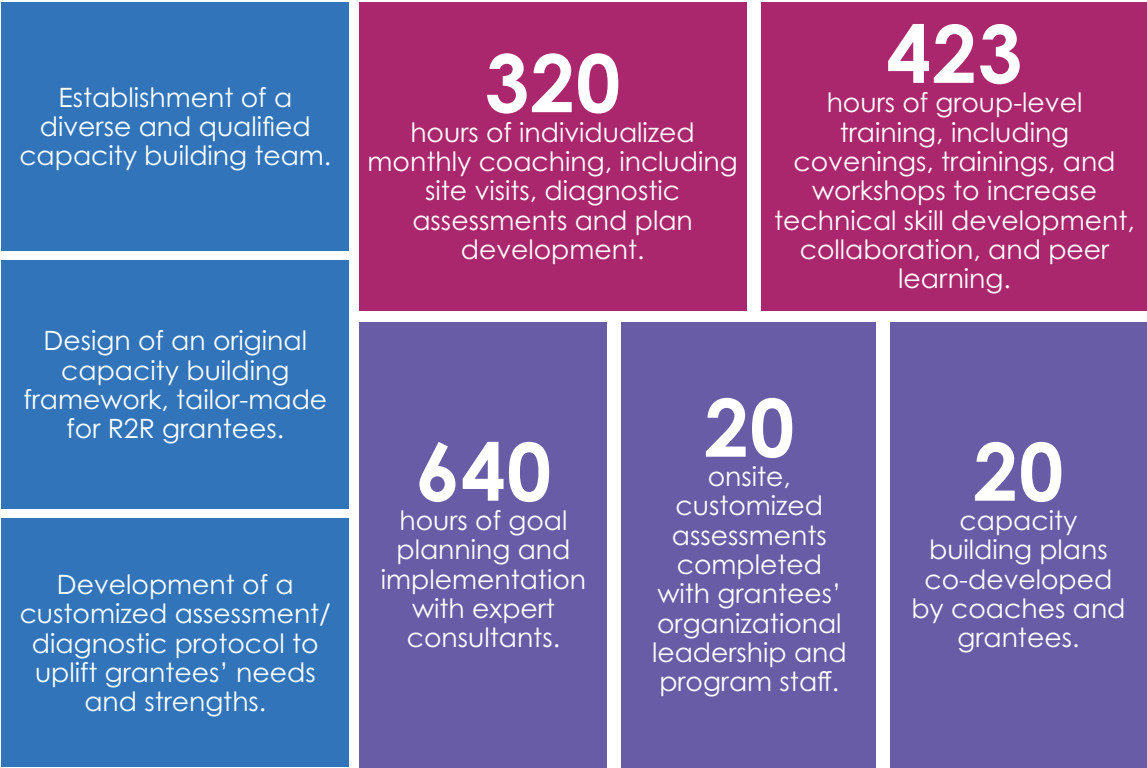 Establishment of a
diverse and qualified
capacity building team.
Design of an original
capacity building
framework, tailor-made
for R2R grantees.
Development of a
customized assessment/
diagnostic protocol to
uplift grantees’ needs
and strengths.
320
hours of individualized
monthly coaching, including
site visits, diagnostic
assessments and plan
development.
423
hours of group-level
training, including
covenings, trainings, and
workshops to increase
technical skill development,
collaboration, and peer
learning.
640
hours of goal
planning and
implementation
with expert
consultants.
20
onsite,
customized
assessments
completed
with grantees’
organizational
leadership and
program staff.
20
capacity
building plans
co-developed
by coaches and
grantees.